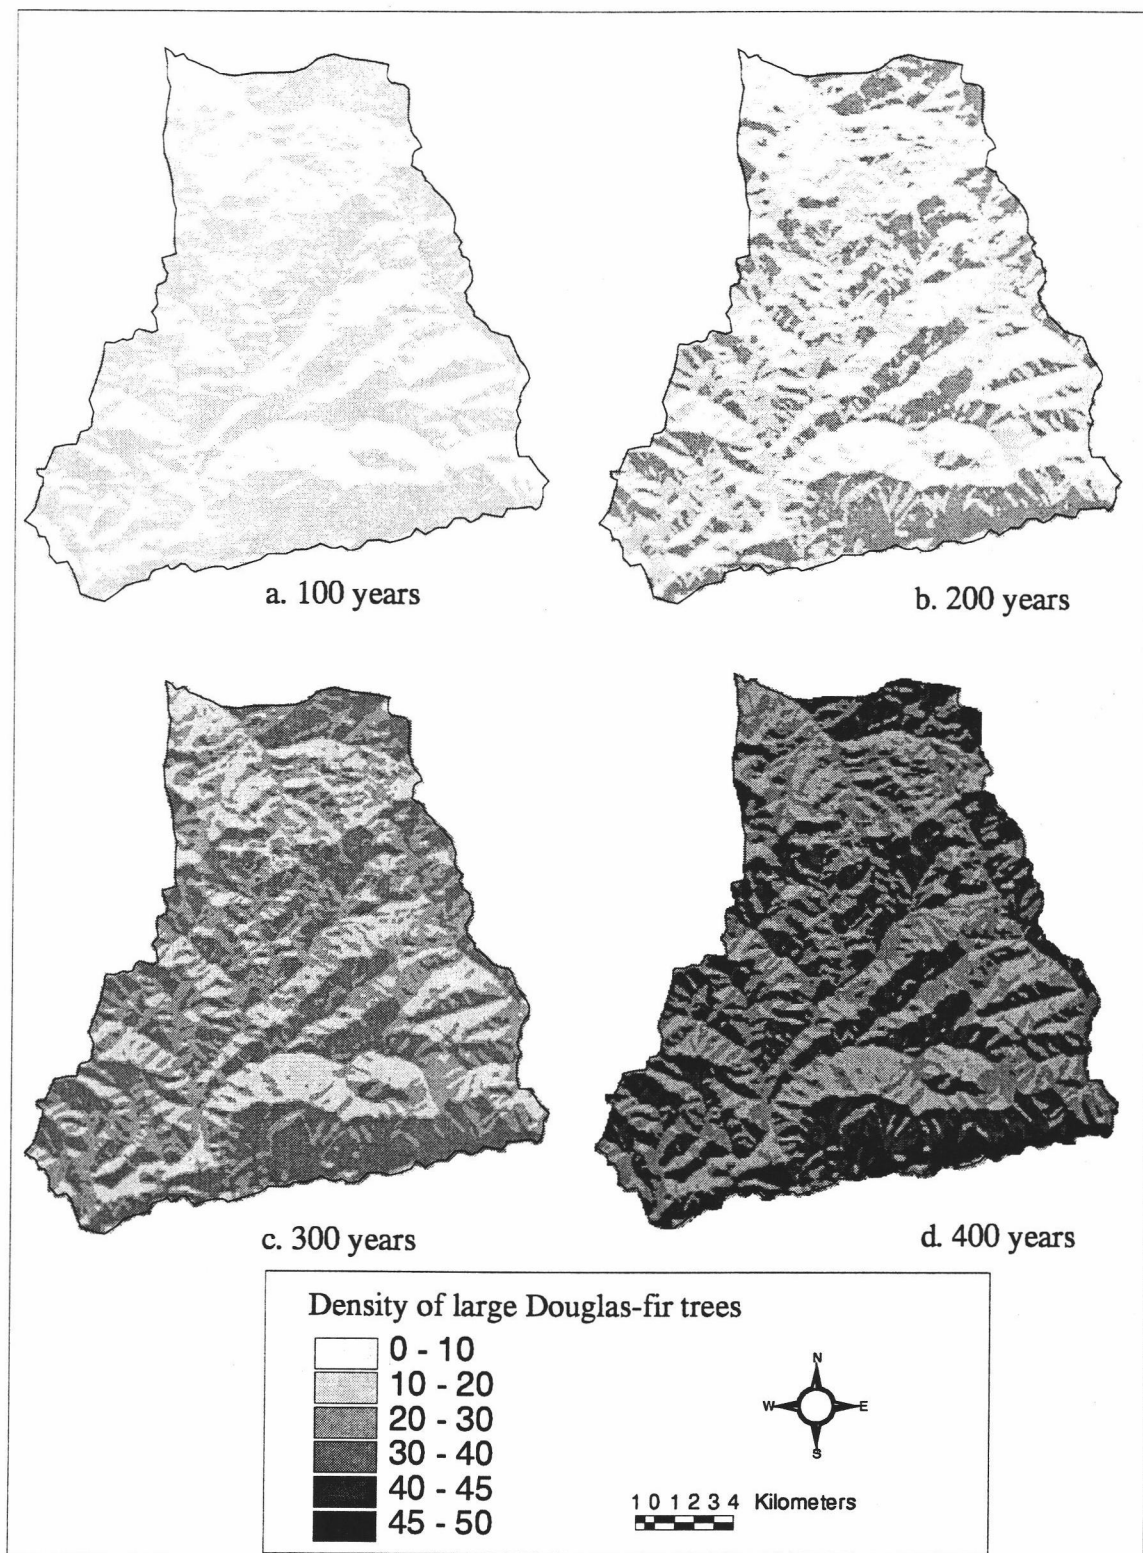 a. 100 years
b. 200 years
c. 300 years
d. 400 years
Density of large Douglas-fir trees
0 - 10
10 - 20
20 - 30
30 - 40
40 - 45
45 - 50
N
W E
S
1 0 1 2 3 4 Kilometers